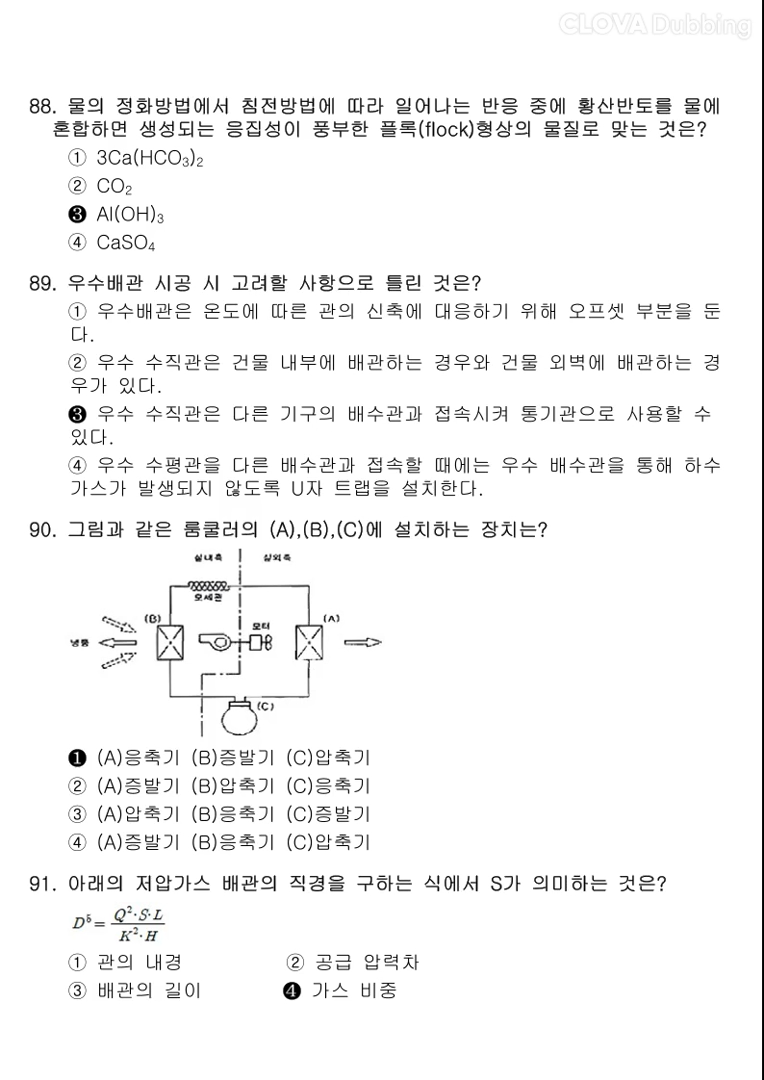 CLOVA Dubbing
88. 물의 정화방법에서 침전방법에 따라 일어나는 반응 중에 황산반토를 물에
혼합하면 생성되는 응집성이 풍부한 플록(flock)형상의 물질로 맞는 것은?
① 3Ca(HCO₃)₂
② CO₂
❸ Al(OH)₃
④ CaSO₄
89. 우수배관 시공 시 고려할 사항으로 틀린 것은?
① 우수배관은 온도에 따른 관의 신축에 대응하기 위해 오프셋 부분을 둔
다.
② 우수 수직관은 건물 내부에 배관하는 경우와 건물 외벽에 배관하는 경
우가 있다.
❸ 우수 수직관은 다른 기구의 배수관과 접속시켜 통기관으로 사용할 수
있다.
④ 우수 수평관을 다른 배수관과 접속할 때에는 우수 배수관을 통해 하수
가스가 발생되지 않도록 U자 트랩을 설치한다.
90. 그림과 같은 룸쿨러의 (A),(B),(C)에 설치하는 장치는?
실내측 실외측
모세관
(B) 모터 (A)
냉풍
(C)
❶ (A)응축기 (B)증발기 (C)압축기
② (A)증발기 (B)압축기 (C)응축기
③ (A)압축기 (B)응축기 (C)증발기
④ (A)증발기 (B)응축기 (C)압축기
91. 아래의 저압가스 배관의 직경을 구하는 식에서 S가 의미하는 것은?
D⁵ = Q²·S·L / K²·H
① 관의 내경 ② 공급 압력차
③ 배관의 길이 ❹ 가스 비중